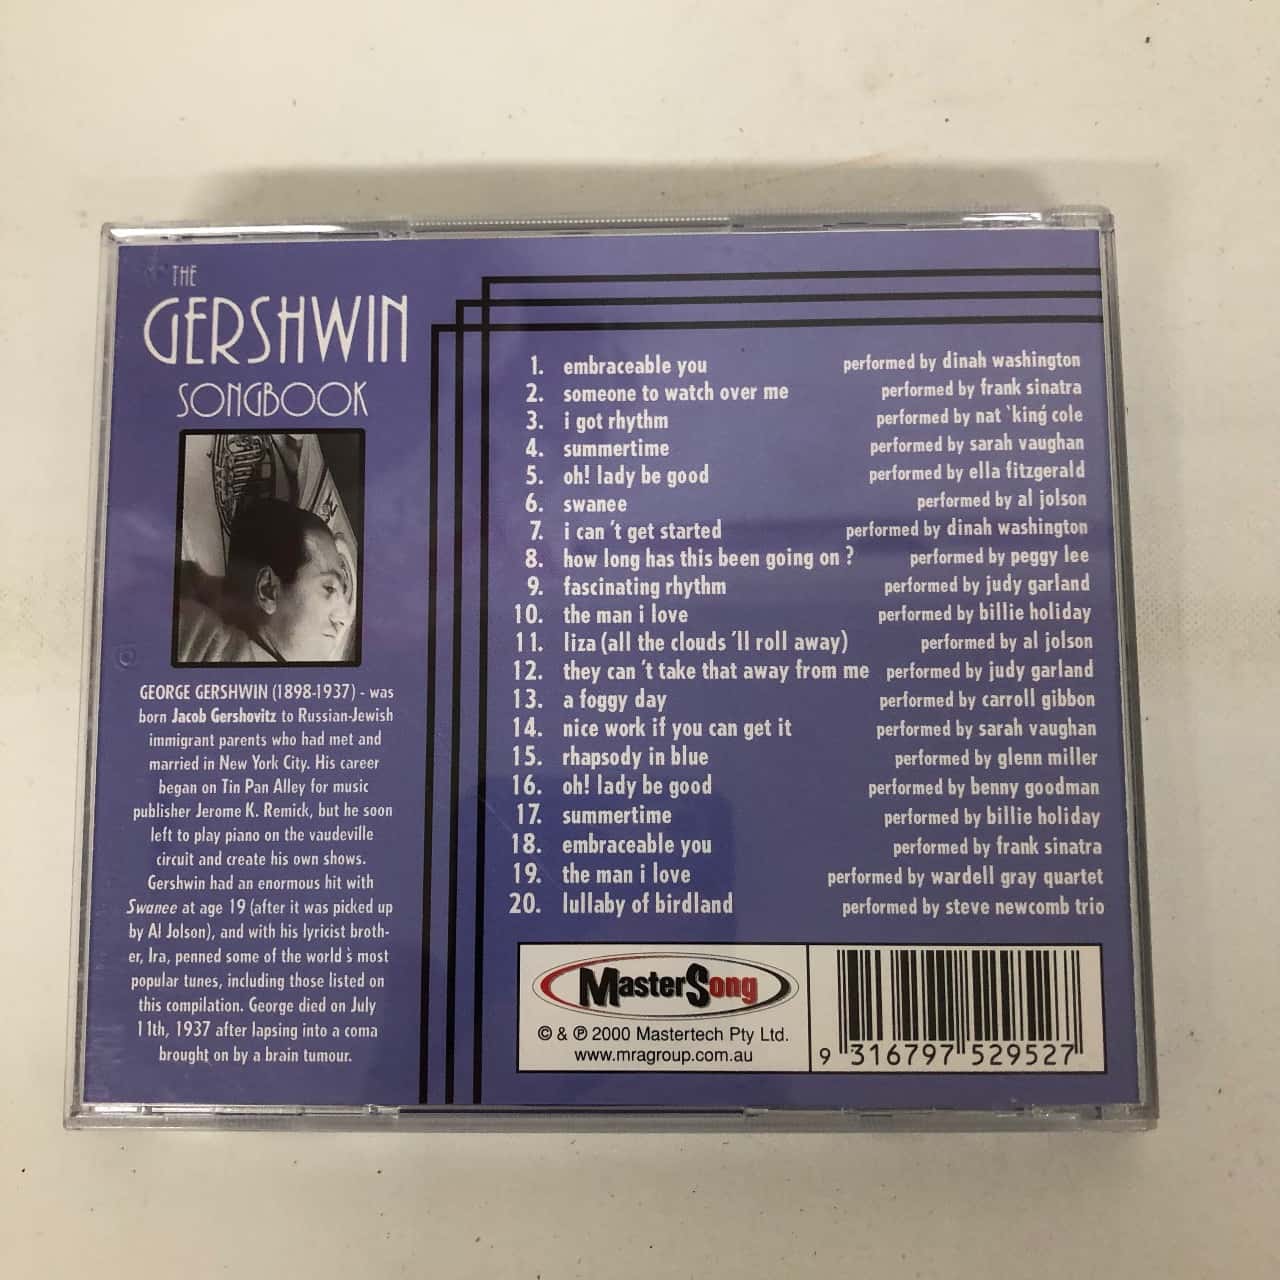 THE
GERSHWIN
SONGBOOK
GEORGE GERSHWIN (1898-1937) - was
born Jacob Gershovitz to Russian-Jewish
immigrant parents who had met and
married in New York City. His career
began on Tin Pan Alley for music
publisher Jerome K. Remick, but he soon
left to play piano on the vaudeville
circuit and create his own shows.
Gershwin had an enormous hit with
Swanee at age 19 (after it was picked up
by Al Jolson), and with his lyricist broth-
er, Ira, penned some of the world`s most
popular tunes, including those listed on
this compilation. George died on July
11th, 1937 after lapsing into a coma
brought on by a brain tumour.
1. embraceable you performed by dinah washington
2. someone to watch over me performed by frank sinatra
3. i got rhythm performed by nat `king´ cole
4. summertime performed by sarah vaughan
5. oh! lady be good performed by ella fitzgerald
6. swanee performed by al jolson
7. i can ´t get started performed by dinah washington
8. how long has this been going on ? performed by peggy lee
9. fascinating rhythm performed by judy garland
10. the man i love performed by billie holiday
11. liza (all the clouds ´ll roll away) performed by al jolson
12. they can ´t take that away from me performed by judy garland
13. a foggy day performed by carroll gibbon
14. nice work if you can get it performed by sarah vaughan
15. rhapsody in blue performed by glenn miller
16. oh! lady be good performed by benny goodman
17. summertime performed by billie holiday
18. embraceable you performed by frank sinatra
19. the man i love performed by wardell gray quartet
20. lullaby of birdland performed by steve newcomb trio
MasterSong
© & ℗ 2000 Mastertech Pty Ltd.
www.mragroup.com.au
9 316797 529527